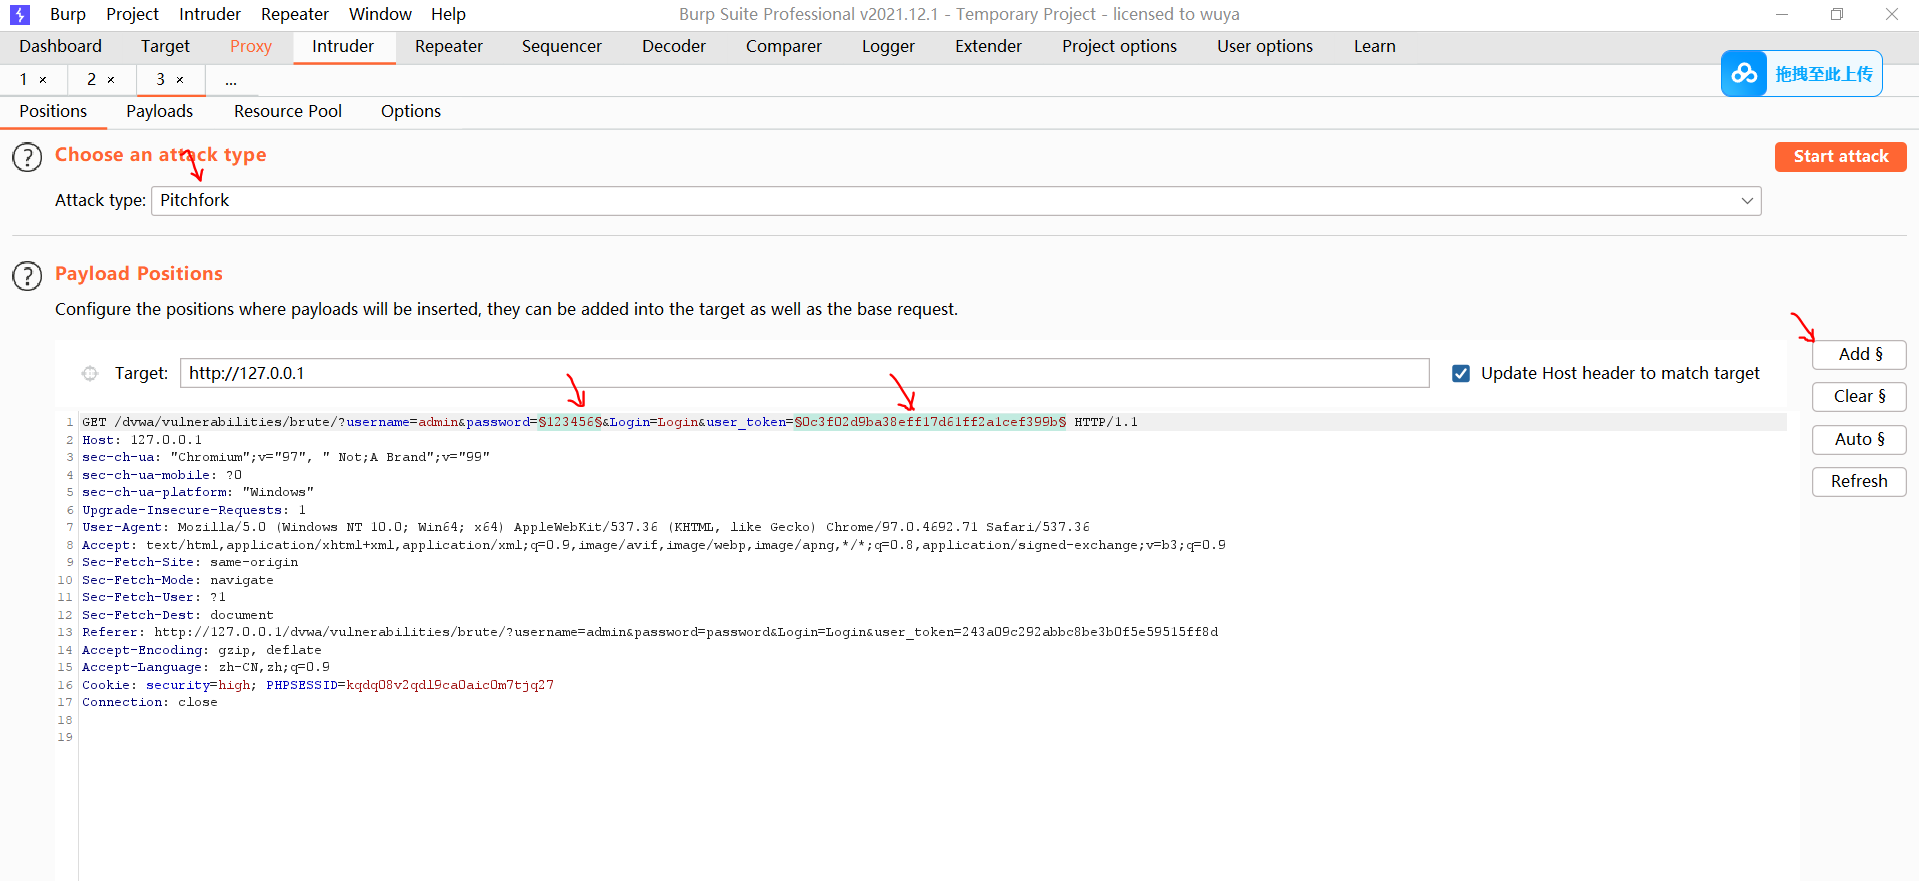 Burp Project Intruder Repeater Window Help Burp Suite Professional v2021.12.1 - Temporary Project - licensed to wuya
Dashboard Target Proxy Intruder Repeater Sequencer Decoder Comparer Logger Extender Project options User options Learn
拖拽至此上传
1 × 2 × 3 × ...
Positions Payloads Resource Pool Options
? Choose an attack type
Start attack
Attack type: Pitchfork
? Payload Positions
Configure the positions where payloads will be inserted, they can be added into the target as well as the base request.
Add §
Target: http://127.0.0.1 Update Host header to match target
Clear §
Auto §
Refresh
1 GET /dvwa/vulnerabilities/brute/?username=admin&password=§123456§&Login=Login&user_token=§0c3f02d9ba38eff17d61ff2a1cef399b§ HTTP/1.1
2 Host: 127.0.0.1
3 sec-ch-ua: "Chromium";v="97", " Not;A Brand";v="99"
4 sec-ch-ua-mobile: ?0
5 sec-ch-ua-platform: "Windows"
6 Upgrade-Insecure-Requests: 1
7 User-Agent: Mozilla/5.0 (Windows NT 10.0; Win64; x64) AppleWebKit/537.36 (KHTML, like Gecko) Chrome/97.0.4692.71 Safari/537.36
8 Accept: text/html,application/xhtml+xml,application/xml;q=0.9,image/avif,image/webp,image/apng,*/*;q=0.8,application/signed-exchange;v=b3;q=0.9
9 Sec-Fetch-Site: same-origin
10 Sec-Fetch-Mode: navigate
11 Sec-Fetch-User: ?1
12 Sec-Fetch-Dest: document
13 Referer: http://127.0.0.1/dvwa/vulnerabilities/brute/?username=admin&password=password&Login=Login&user_token=243a09c292abbc8be3b0f5e59515ff8d
14 Accept-Encoding: gzip, deflate
15 Accept-Language: zh-CN,zh;q=0.9
16 Cookie: security=high; PHPSESSID=kqdq08v2qdl9ca0aic0m7tjq27
17 Connection: close
18
19